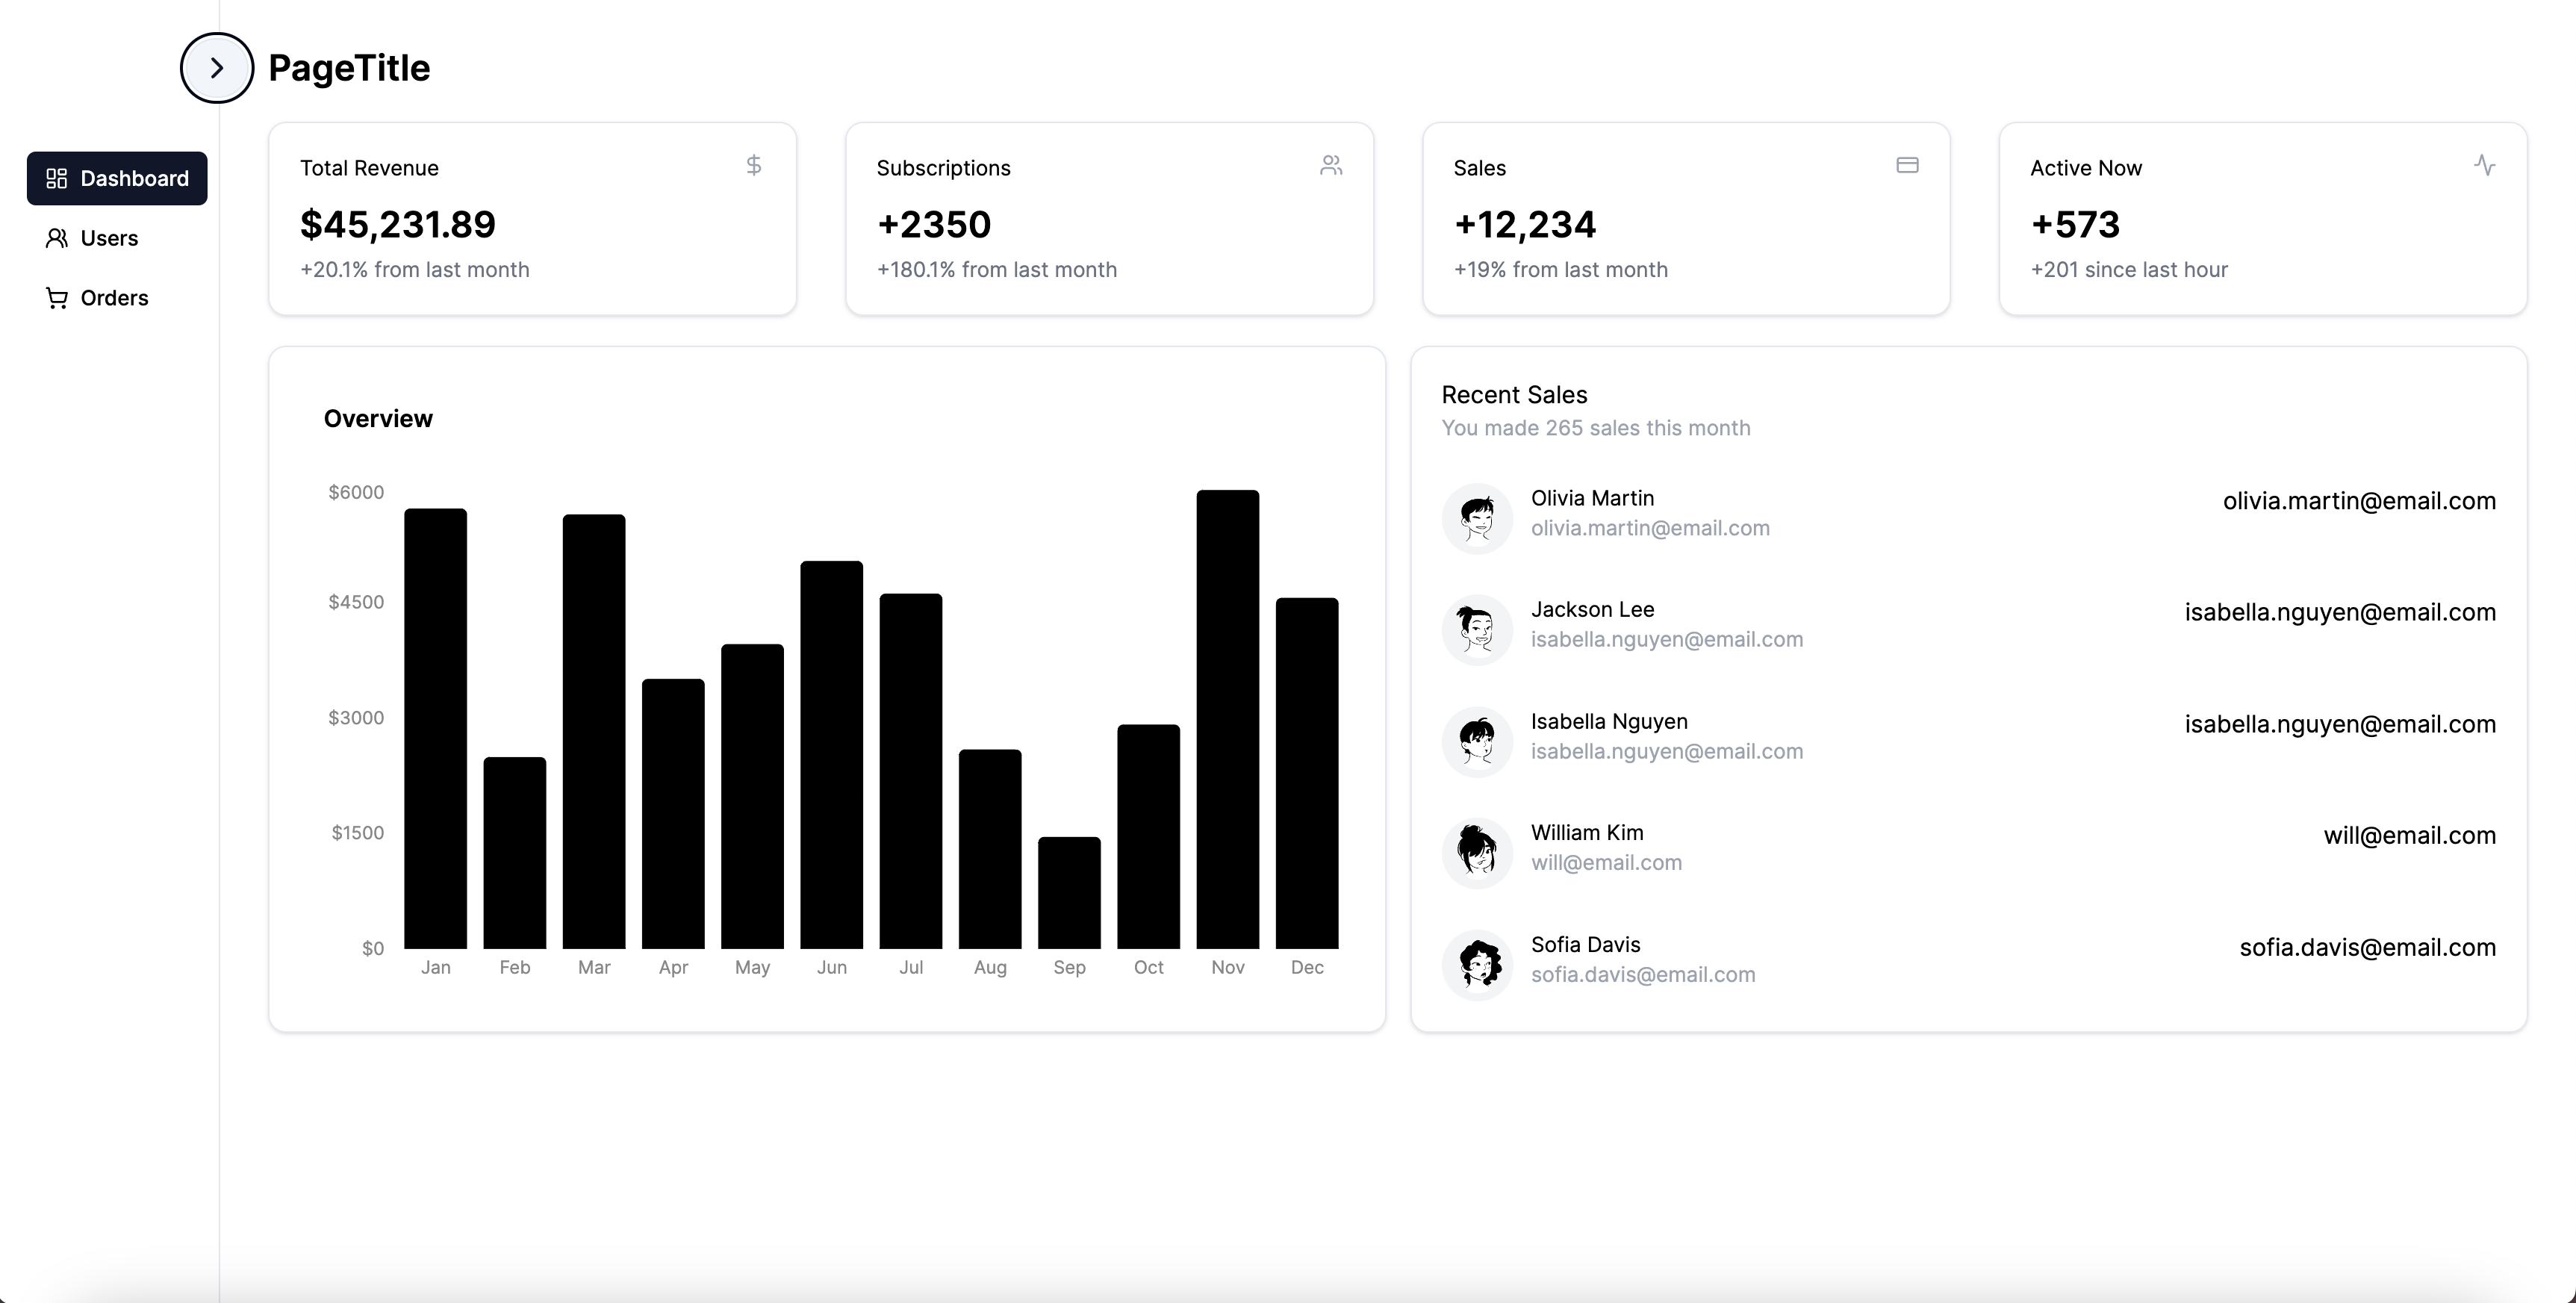 PageTitle
Dashboard
Users
Orders
Total Revenue
$45,231.89
+20.1% from last month
Subscriptions
+2350
+180.1% from last month
Sales
+12,234
+19% from last month
Active Now
+573
+201 since last hour
Overview
$6000
$4500
$3000
$1500
$0
Jan Feb Mar Apr May Jun Jul Aug Sep Oct Nov Dec
Recent Sales
You made 265 sales this month
Olivia Martin
olivia.martin@email.com
olivia.martin@email.com
Jackson Lee
isabella.nguyen@email.com
isabella.nguyen@email.com
Isabella Nguyen
isabella.nguyen@email.com
isabella.nguyen@email.com
William Kim
will@email.com
will@email.com
Sofia Davis
sofia.davis@email.com
sofia.davis@email.com